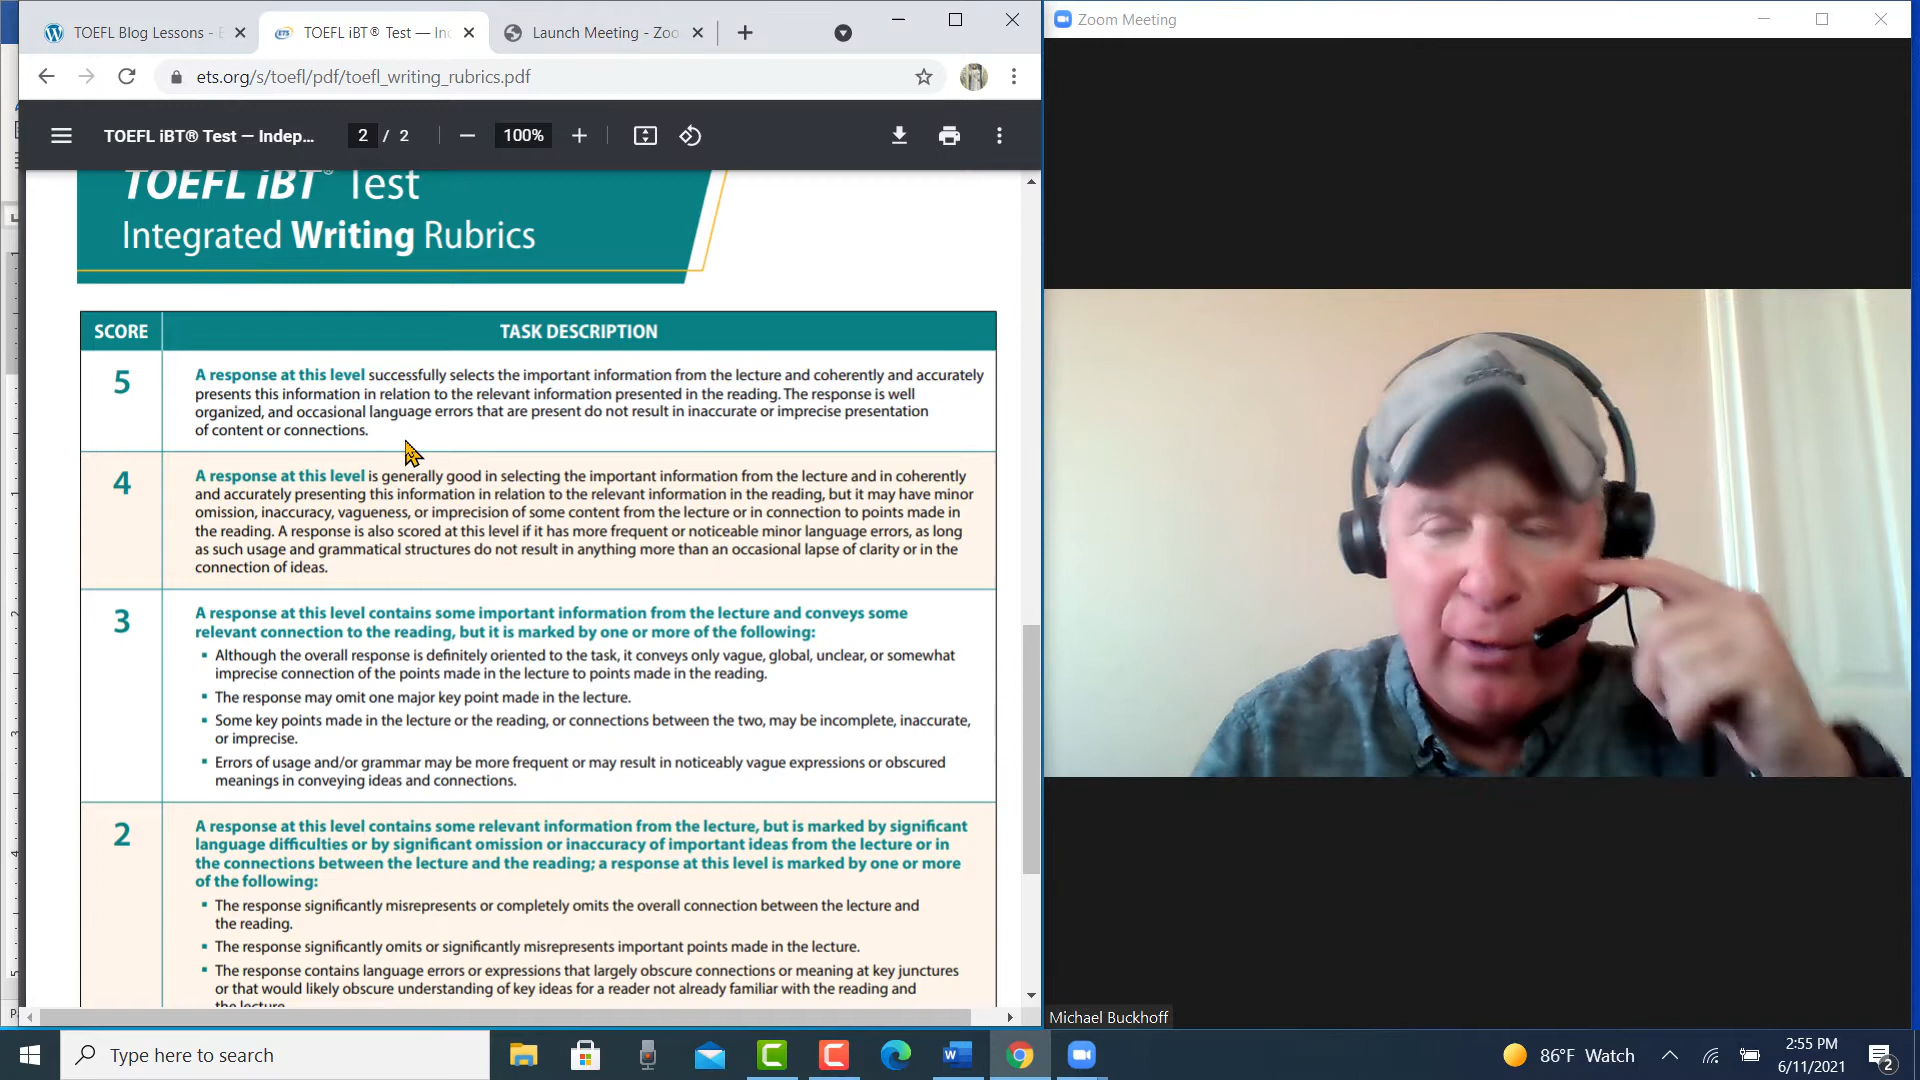 TOEFL Blog Lessons -
TOEFL iBT® Test — Inc
Launch Meeting - Zoo
Zoom Meeting
ets.org/s/toefl/pdf/toefl_writing_rubrics.pdf
TOEFL iBT® Test — Indep...
2 / 2
100%
TOEFL iBT® Test
Integrated Writing Rubrics
SCORE
TASK DESCRIPTION
5
A response at this level successfully selects the important information from the lecture and coherently and accurately
presents this information in relation to the relevant information presented in the reading. The response is well
organized, and occasional language errors that are present do not result in inaccurate or imprecise presentation
of content or connections.
4
A response at this level is generally good in selecting the important information from the lecture and in coherently
and accurately presenting this information in relation to the relevant information in the reading, but it may have minor
omission, inaccuracy, vagueness, or imprecision of some content from the lecture or in connection to points made in
the reading. A response is also scored at this level if it has more frequent or noticeable minor language errors, as long
as such usage and grammatical structures do not result in anything more than an occasional lapse of clarity or in the
connection of ideas.
3
A response at this level contains some important information from the lecture and conveys some
relevant connection to the reading, but it is marked by one or more of the following:
▪ Although the overall response is definitely oriented to the task, it conveys only vague, global, unclear, or somewhat
imprecise connection of the points made in the lecture to points made in the reading.
▪ The response may omit one major key point made in the lecture.
▪ Some key points made in the lecture or the reading, or connections between the two, may be incomplete, inaccurate,
or imprecise.
▪ Errors of usage and/or grammar may be more frequent or may result in noticeably vague expressions or obscured
meanings in conveying ideas and connections.
2
A response at this level contains some relevant information from the lecture, but is marked by significant
language difficulties or by significant omission or inaccuracy of important ideas from the lecture or in
the connections between the lecture and the reading; a response at this level is marked by one or more
of the following:
▪ The response significantly misrepresents or completely omits the overall connection between the lecture and
the reading.
▪ The response significantly omits or significantly misrepresents important points made in the lecture.
▪ The response contains language errors or expressions that largely obscure connections or meaning at key junctures
or that would likely obscure understanding of key ideas for a reader not already familiar with the reading and
the lecture.
Michael Buckhoff
Type here to search
86°F Watch
2:55 PM
6/11/2021
2